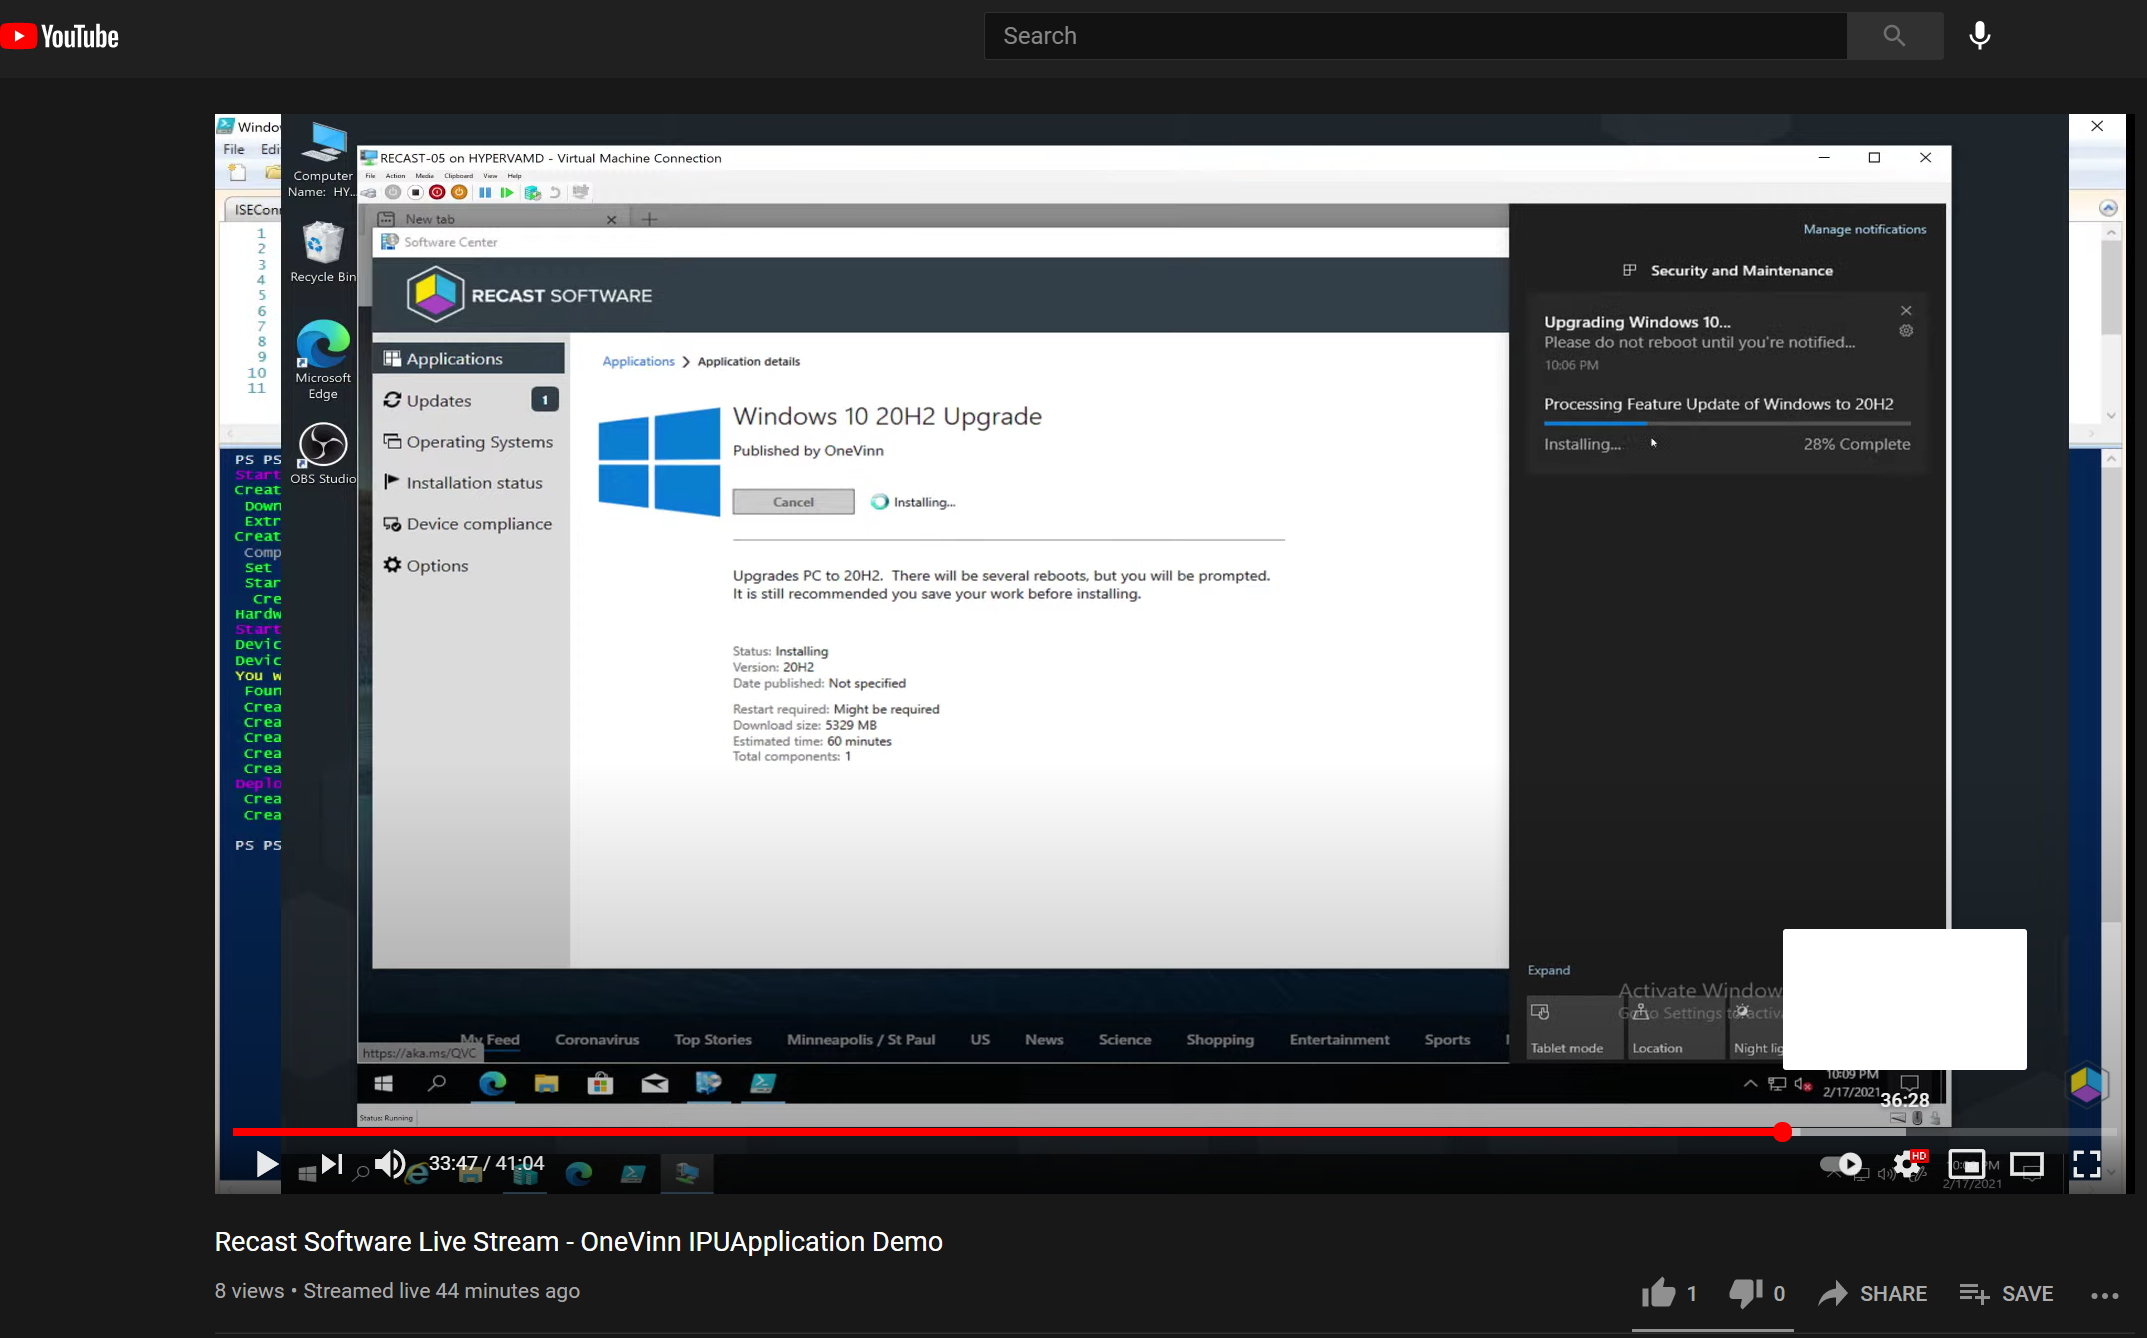 YouTube
Search
Windo
File Edi
ISEConn
1
2
3
4
5
6
7
8
9
10
11
PS PS
Start
Creat
Down
Extr
Creat
Comp
Set
Star
Cre
Hardw
Start
Devic
Devic
You w
Foun
Crea
Crea
Crea
Crea
Crea
Deplo
Crea
Crea
PS PS
Computer
Name: HY...
Recycle Bin
Microsoft
Edge
OBS Studio
RECAST-05 on HYPERVAMD - Virtual Machine Connection
File Action Media Clipboard View Help
New tab
Software Center
RECAST SOFTWARE
Applications
Updates 1
Operating Systems
Installation status
Device compliance
Options
Applications > Application details
Windows 10 20H2 Upgrade
Published by OneVinn
Cancel Installing...
Upgrades PC to 20H2. There will be several reboots, but you will be prompted.
It is still recommended you save your work before installing.
Status: Installing
Version: 20H2
Date published: Not specified
Restart required: Might be required
Download size: 5329 MB
Estimated time: 60 minutes
Total components: 1
Manage notifications
Security and Maintenance
Upgrading Windows 10...
Please do not reboot until you're notified...
10:06 PM
Processing Feature Update of Windows to 20H2
Installing... 28% Complete
Expand
Activate Window
Go to Settings to activ
Tablet mode Location Night lig
My Feed Coronavirus Top Stories Minneapolis / St Paul US News Science Shopping Entertainment Sports
https://aka.ms/QVC
10:09 PM
2/17/2021
Status: Running
36:28
33:47 / 41:04
HD
2/17/2021
Recast Software Live Stream - OneVinn IPUApplication Demo
8 views • Streamed live 44 minutes ago
1 0 SHARE SAVE